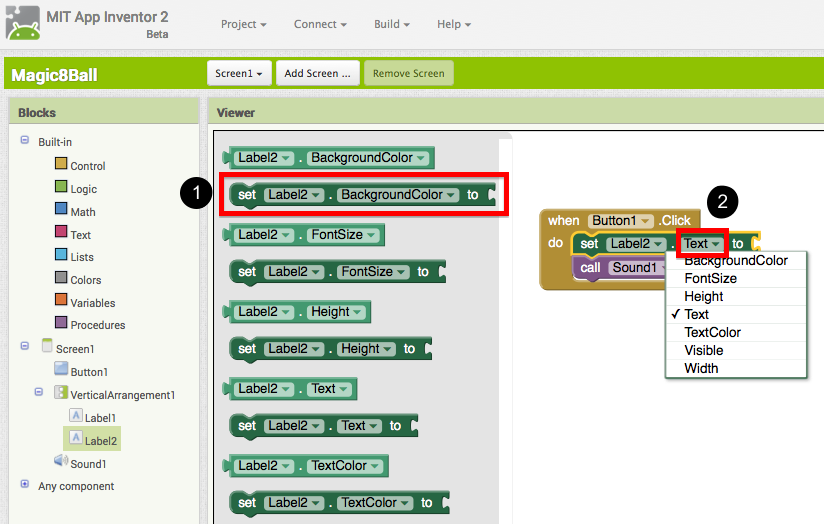 MIT App Inventor 2
Beta
Project
Connect
Build
Help
Magic8Ball
Screen1
Add Screen ...
Remove Screen
Blocks
Built-in
Control
Logic
Math
Text
Lists
Colors
Variables
Procedures
Screen1
Button1
VerticalArrangement1
Label1
Label2
Sound1
Any component
Viewer
Label2 . BackgroundColor
1
set Label2 . BackgroundColor to
Label2 . FontSize
set Label2 . FontSize to
Label2 . Height
set Label2 . Height to
Label2 . Text
set Label2 . Text to
Label2 . TextColor
set Label2 . TextColor to
2
when Button1 .Click
do set Label2 . Text to
call Sound1
BackgroundColor
FontSize
Height
✓ Text
TextColor
Visible
Width